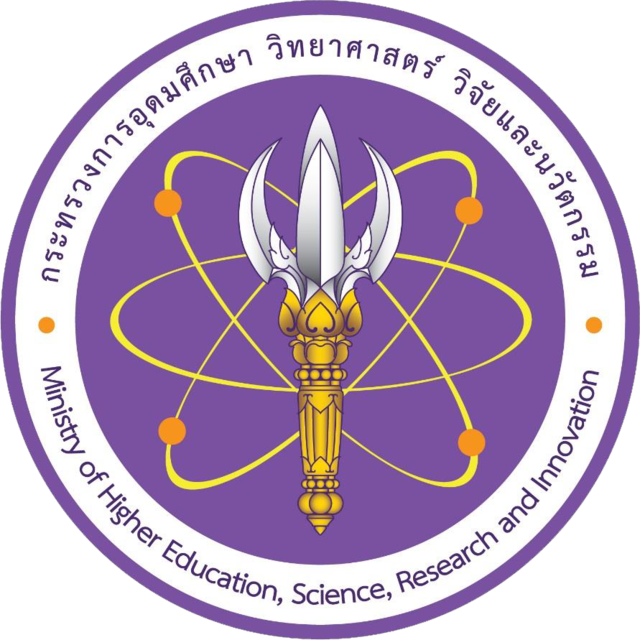 กระทรวงการอุดมศึกษา วิทยาศาสตร์ วิจัยและนวัตกรรม
Ministry of Higher Education, Science, Research and Innovation